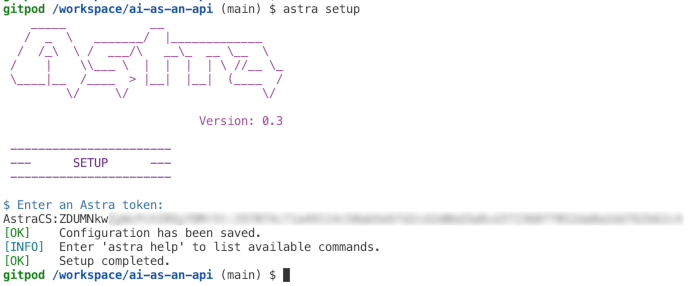 gitpod /workspace/ai-as-an-api (main) $ astra setup
Astra
Version: 0.3
------------------------
---      SETUP      ---
------------------------
$ Enter an Astra token:
AstraCS:ZDUMNkw
[OK]    Configuration has been saved.
[INFO]  Enter 'astra help' to list available commands.
[OK]    Setup completed.
gitpod /workspace/ai-as-an-api (main) $